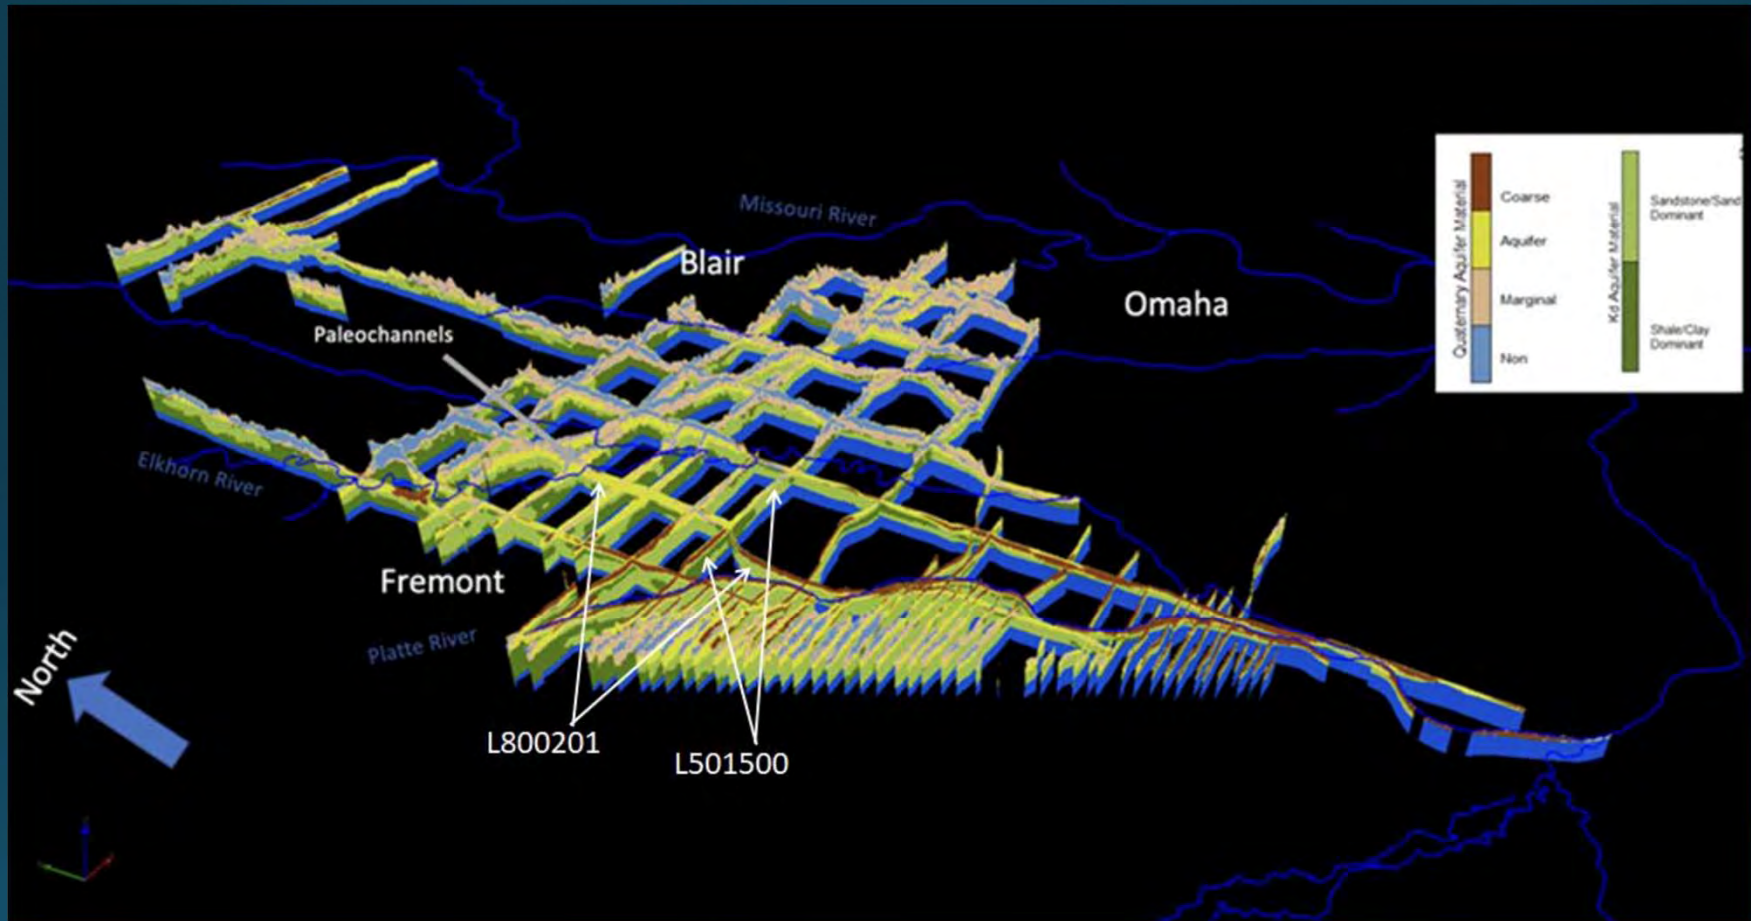 Missouri River
Blair
Omaha
Paleochannels
Elkhorn River
Fremont
Platte River
North
L800201
L501500
Quaternary Aquifer Material
Coarse
Aquifer
Marginal
Non
Kd Aquifer Material
Sandstone/Sand
Dominant
Shale/Clay
Dominant